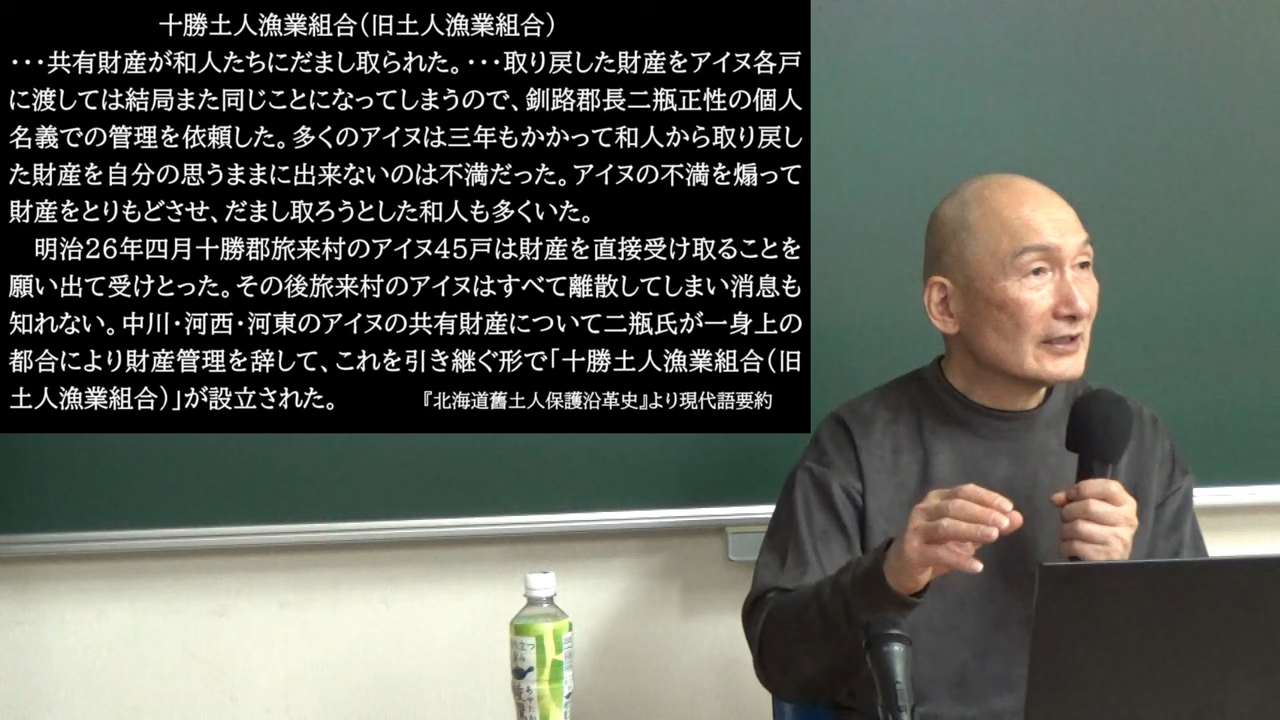 十勝土人漁業組合（旧土人漁業組合）
・・・共有財産が和人たちにだまし取られた。・・・取り戻した財産をアイヌ各戸
に渡しては結局また同じことになってしまうので、釧路郡長二瓶正性の個人
名義での管理を依頼した。多くのアイヌは三年もかかって和人から取り戻し
た財産を自分の思うままに出来ないのは不満だった。アイヌの不満を煽って
財産をとりもどさせ、だまし取ろうとした和人も多くいた。
明治26年四月十勝郡旅来村のアイヌ45戸は財産を直接受け取ることを
願い出て受けとった。その後旅来村のアイヌはすべて離散してしまい消息も
知れない。中川・河西・河東のアイヌの共有財産について二瓶氏が一身上の
都合により財産管理を辞して、これを引き継ぐ形で「十勝土人漁業組合（旧
土人漁業組合）」が設立された。
『北海道舊土人保護沿革史』より現代語要約